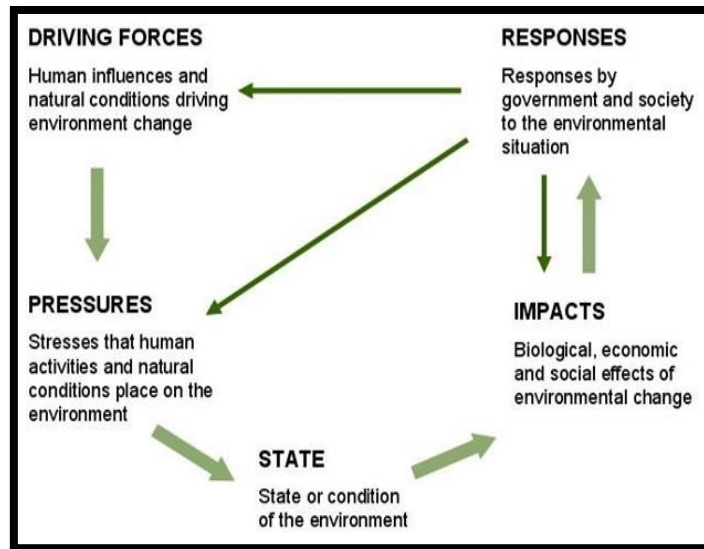 DRIVING FORCES
Human influences and
natural conditions driving
environment change
RESPONSES
Responses by
government and society
to the environmental
situation
PRESSURES
Stresses that human
activities and natural
conditions place on the
environment
IMPACTS
Biological, economic
and social effects of
environmental change
STATE
State or condition
of the environment